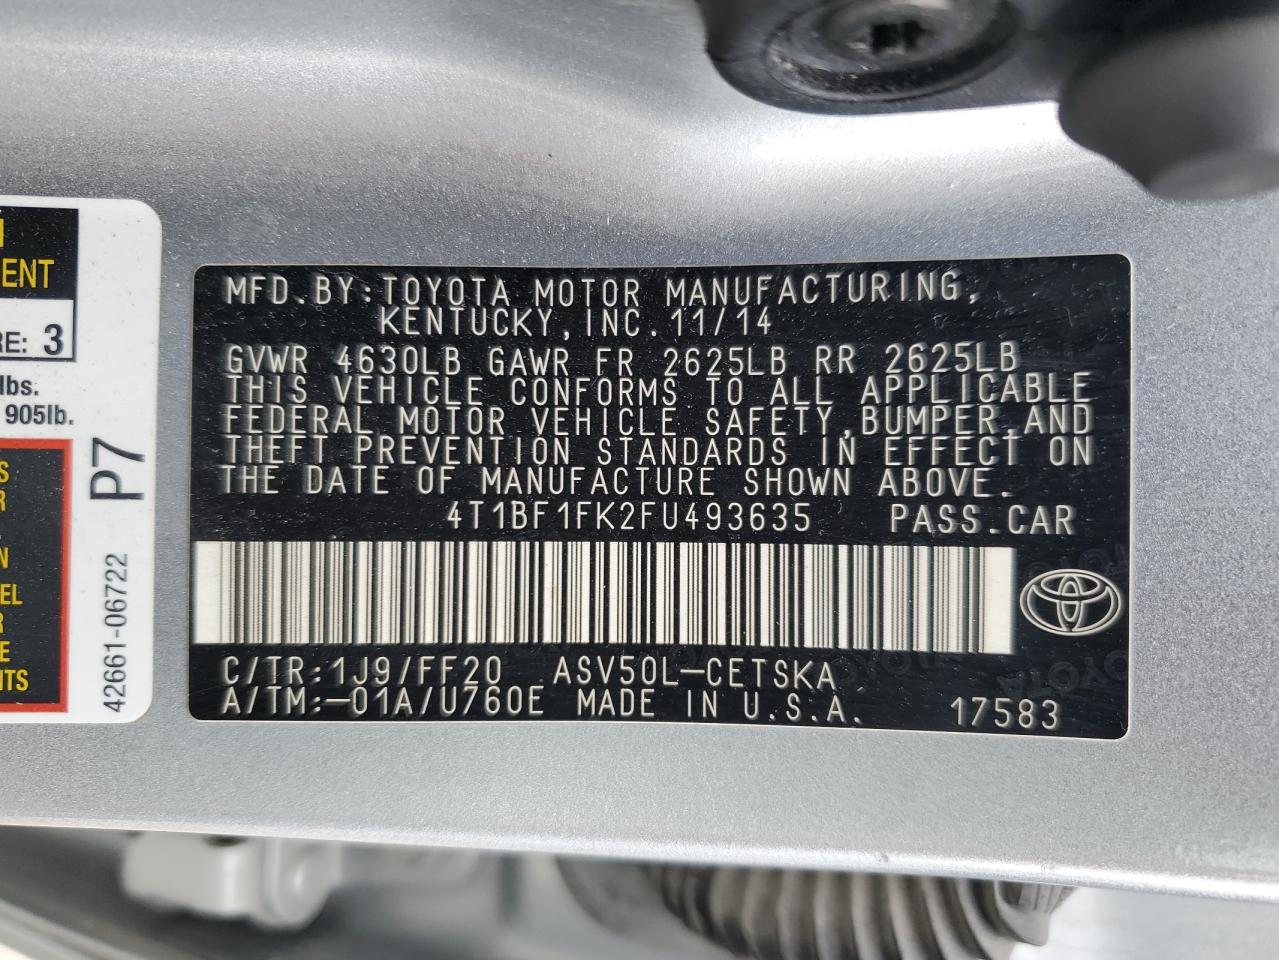 MFD.BY:TOYOTA MOTOR MANUFACTURING,
KENTUCKY,INC.11/14
GVWR 4630LB GAWR FR 2625LB RR 2625LB
THIS VEHICLE CONFORMS TO ALL APPLICABLE
FEDERAL MOTOR VEHICLE SAFETY,BUMPER,AND
THEFT PREVENTION STANDARDS IN EFFECT ON
THE DATE OF MANUFACTURE SHOWN ABOVE.
4T1BF1FK2FU493635 PASS.CAR
C/TR:1J9/FF20 ASV50L-CETSKA
A/TM:-01A/U760E MADE IN U.S.A. 17583
ENT
RE: 3
lbs.
905lb.
P7
42661-06722